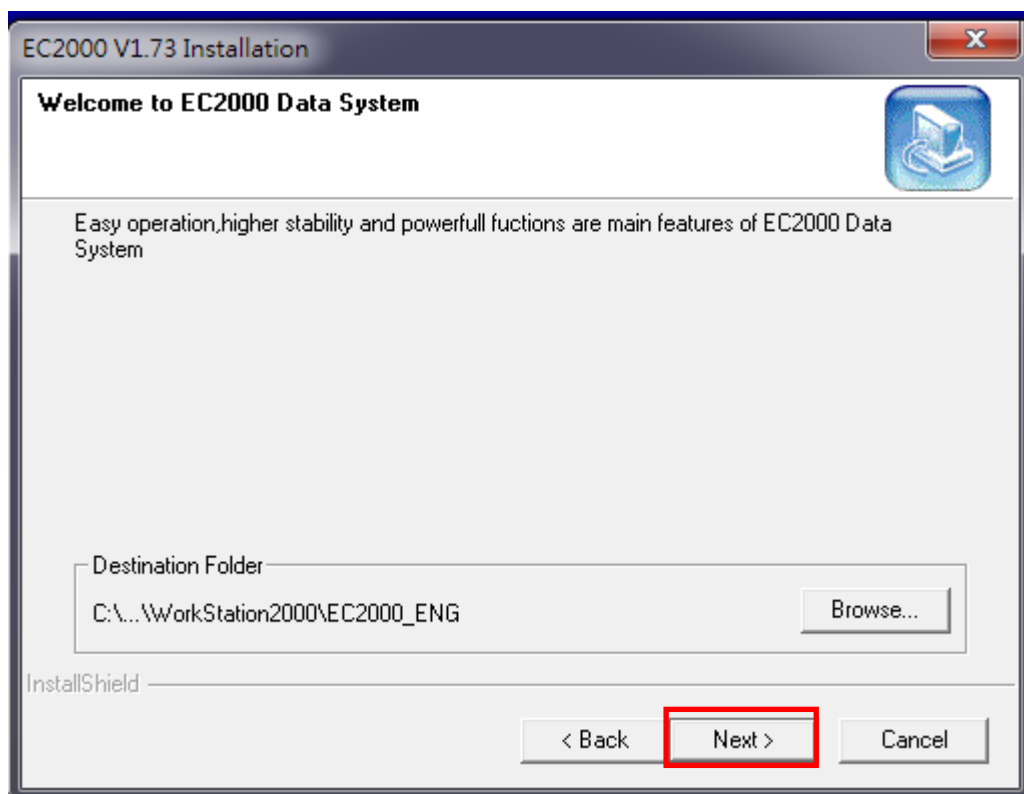 EC2000 V1.73 Installation
Welcome to EC2000 Data System
Easy operation,higher stability and powerfull fuctions are main features of EC2000 Data
System
Destination Folder
C:\...\WorkStation2000\EC2000_ENG
Browse...
InstallShield
< Back
Next >
Cancel